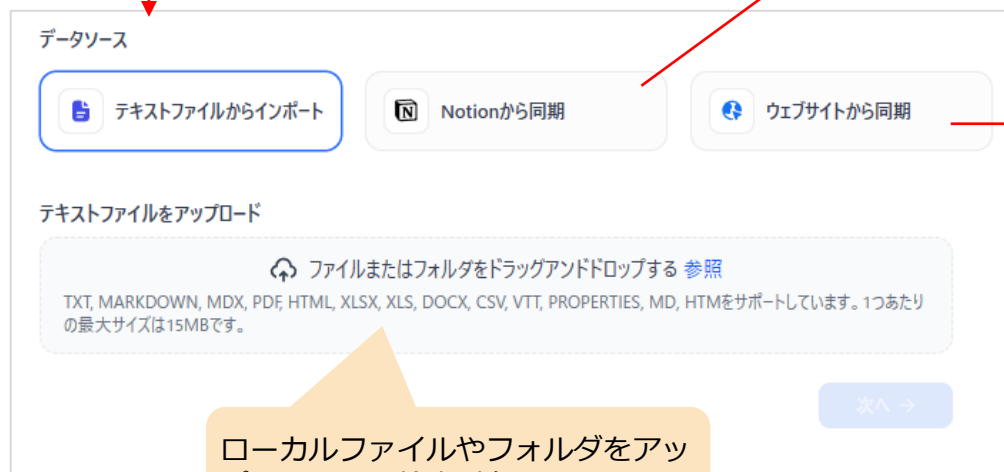 データソース
テキストファイルからインポート
Notionから同期
ウェブサイトから同期
テキストファイルをアップロード
ファイルまたはフォルダをドラッグアンドドロップする 参照
TXT, MARKDOWN, MDX, PDF, HTML, XLSX, XLS, DOCX, CSV, VTT, PROPERTIES, MD, HTMをサポートしています。1つあたり
の最大サイズは15MBです。
次へ →
ローカルファイルやフォルダをアッ